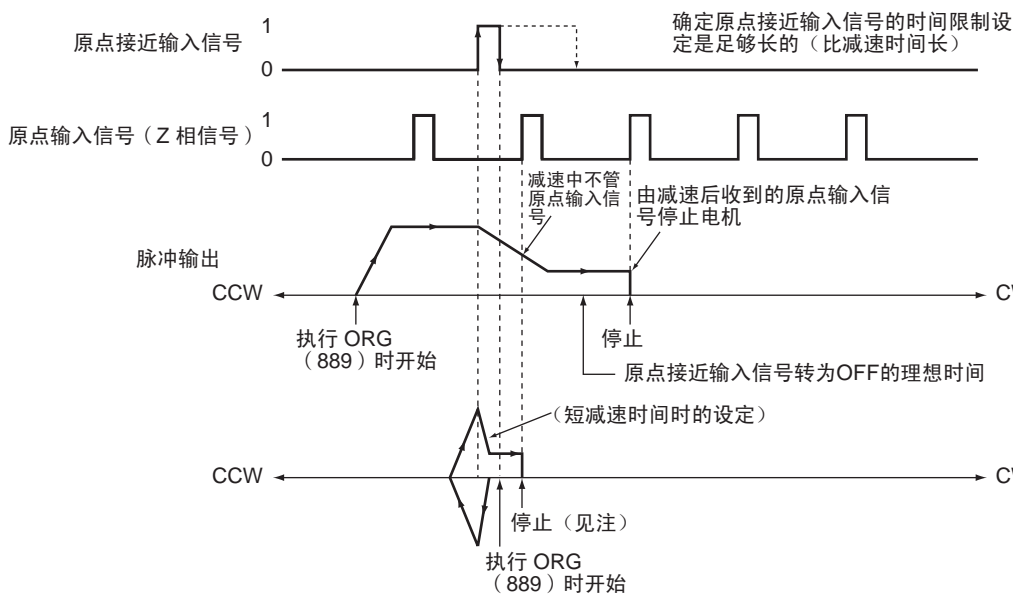 确定原点接近输入信号的时间限制设
定是足够长的（比减速时间长）
1
原点接近输入信号
0
1
原点输入信号（Z 相信号）
0
减速中不管
原点输入信
号
由减速后收到的原点输入信
号停止电机
脉冲输出
CCW
CW
执行 ORG
（889）时开始
停止
原点接近输入信号转为OFF的理想时间
（短减速时间时的设定）
CCW
CW
停止（见注）
执行 ORG
（889）时开始